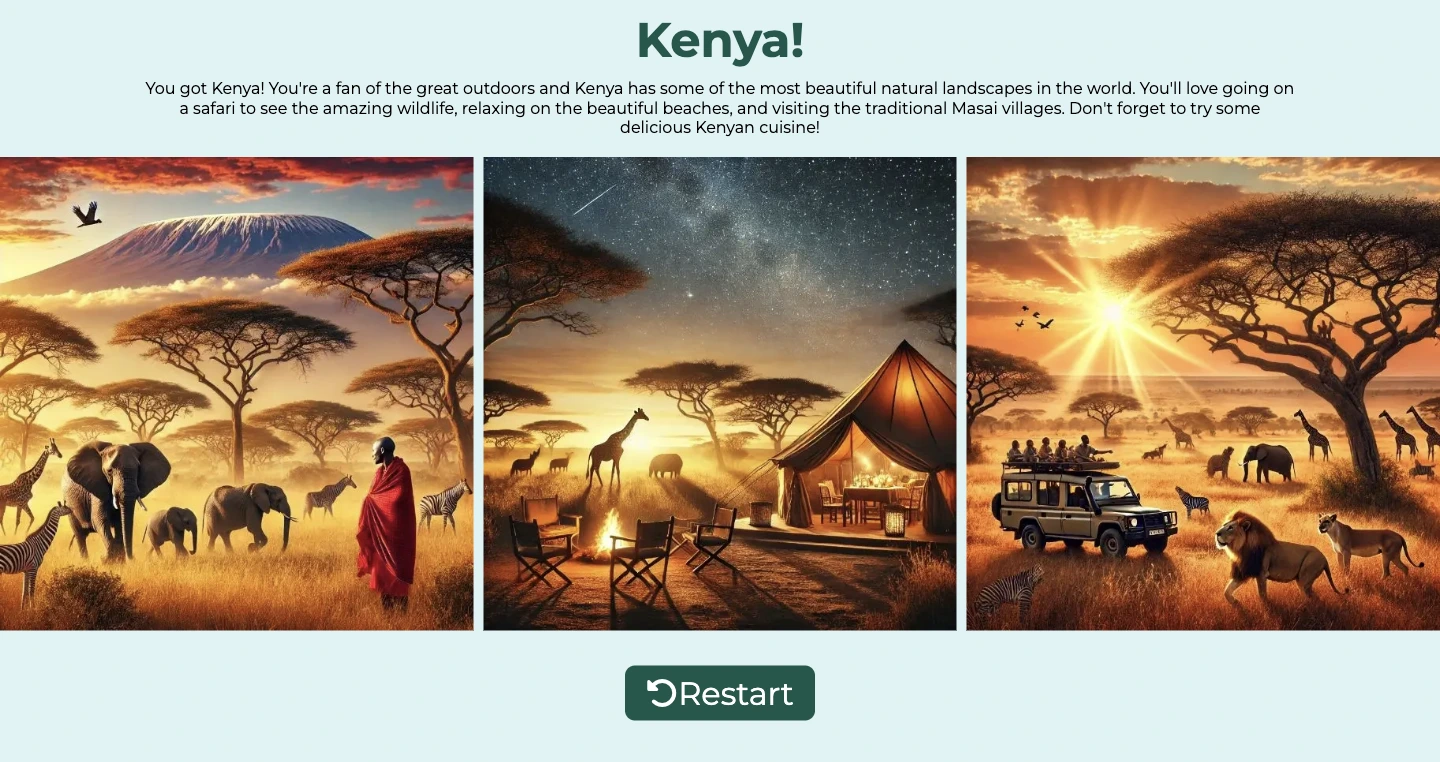 Kenya!
You got Kenya! You're a fan of the great outdoors and Kenya has some of the most beautiful natural landscapes in the world. You'll love going on
a safari to see the amazing wildlife, relaxing on the beautiful beaches, and visiting the traditional Masai villages. Don't forget to try some
delicious Kenyan cuisine!
Restart